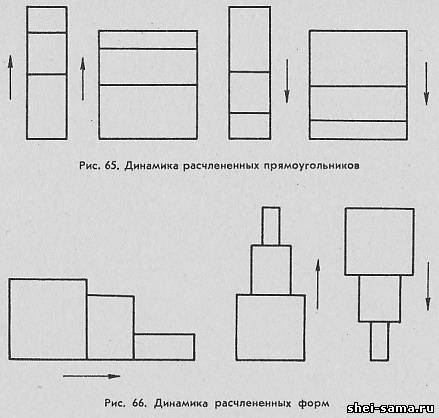 Рис. 65. Динамика расчлененных прямоугольников
Рис. 66. Динамика расчлененных форм
shei-sama.ru